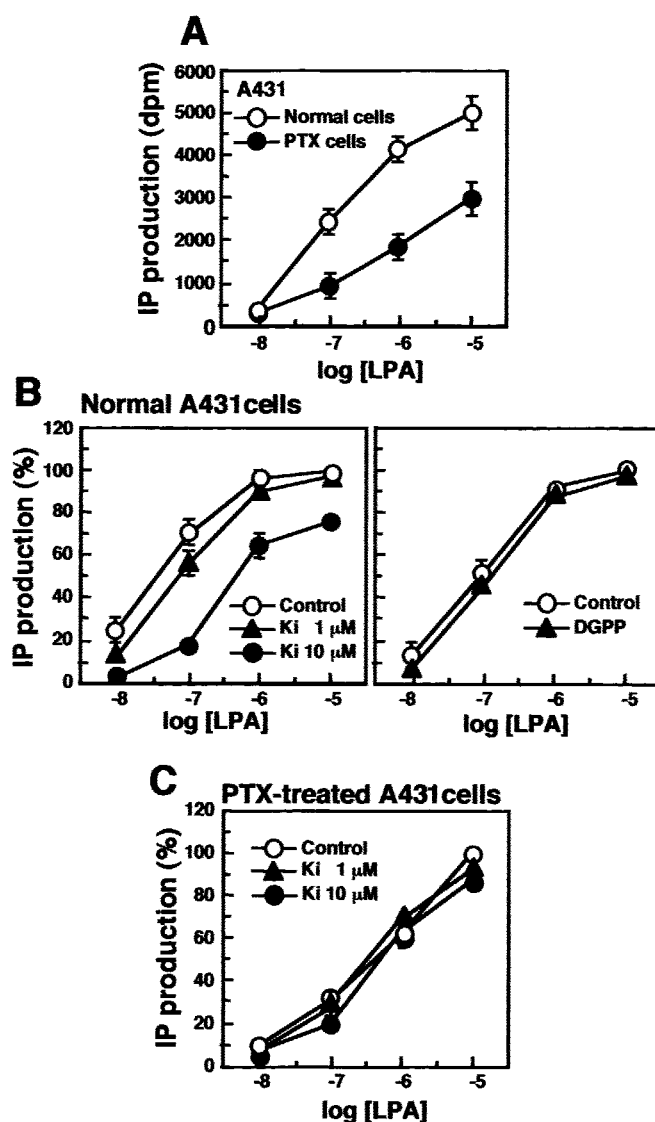 A
A431
Normal cells
PTX cells
IP production (dpm)
6000
5000
4000
3000
2000
1000
0
-8 -7 -6 -5
log [LPA]
B
Normal A431cells
IP production (%)
120
100
80
60
40
20
0
Control
Ki 1 μM
Ki 10 μM
-8 -7 -6 -5
log [LPA]
Control
DGPP
-8 -7 -6 -5
log [LPA]
C
PTX-treated A431cells
IP production (%)
120
100
80
60
40
20
0
Control
Ki 1 μM
Ki 10 μM
-8 -7 -6 -5
log [LPA]